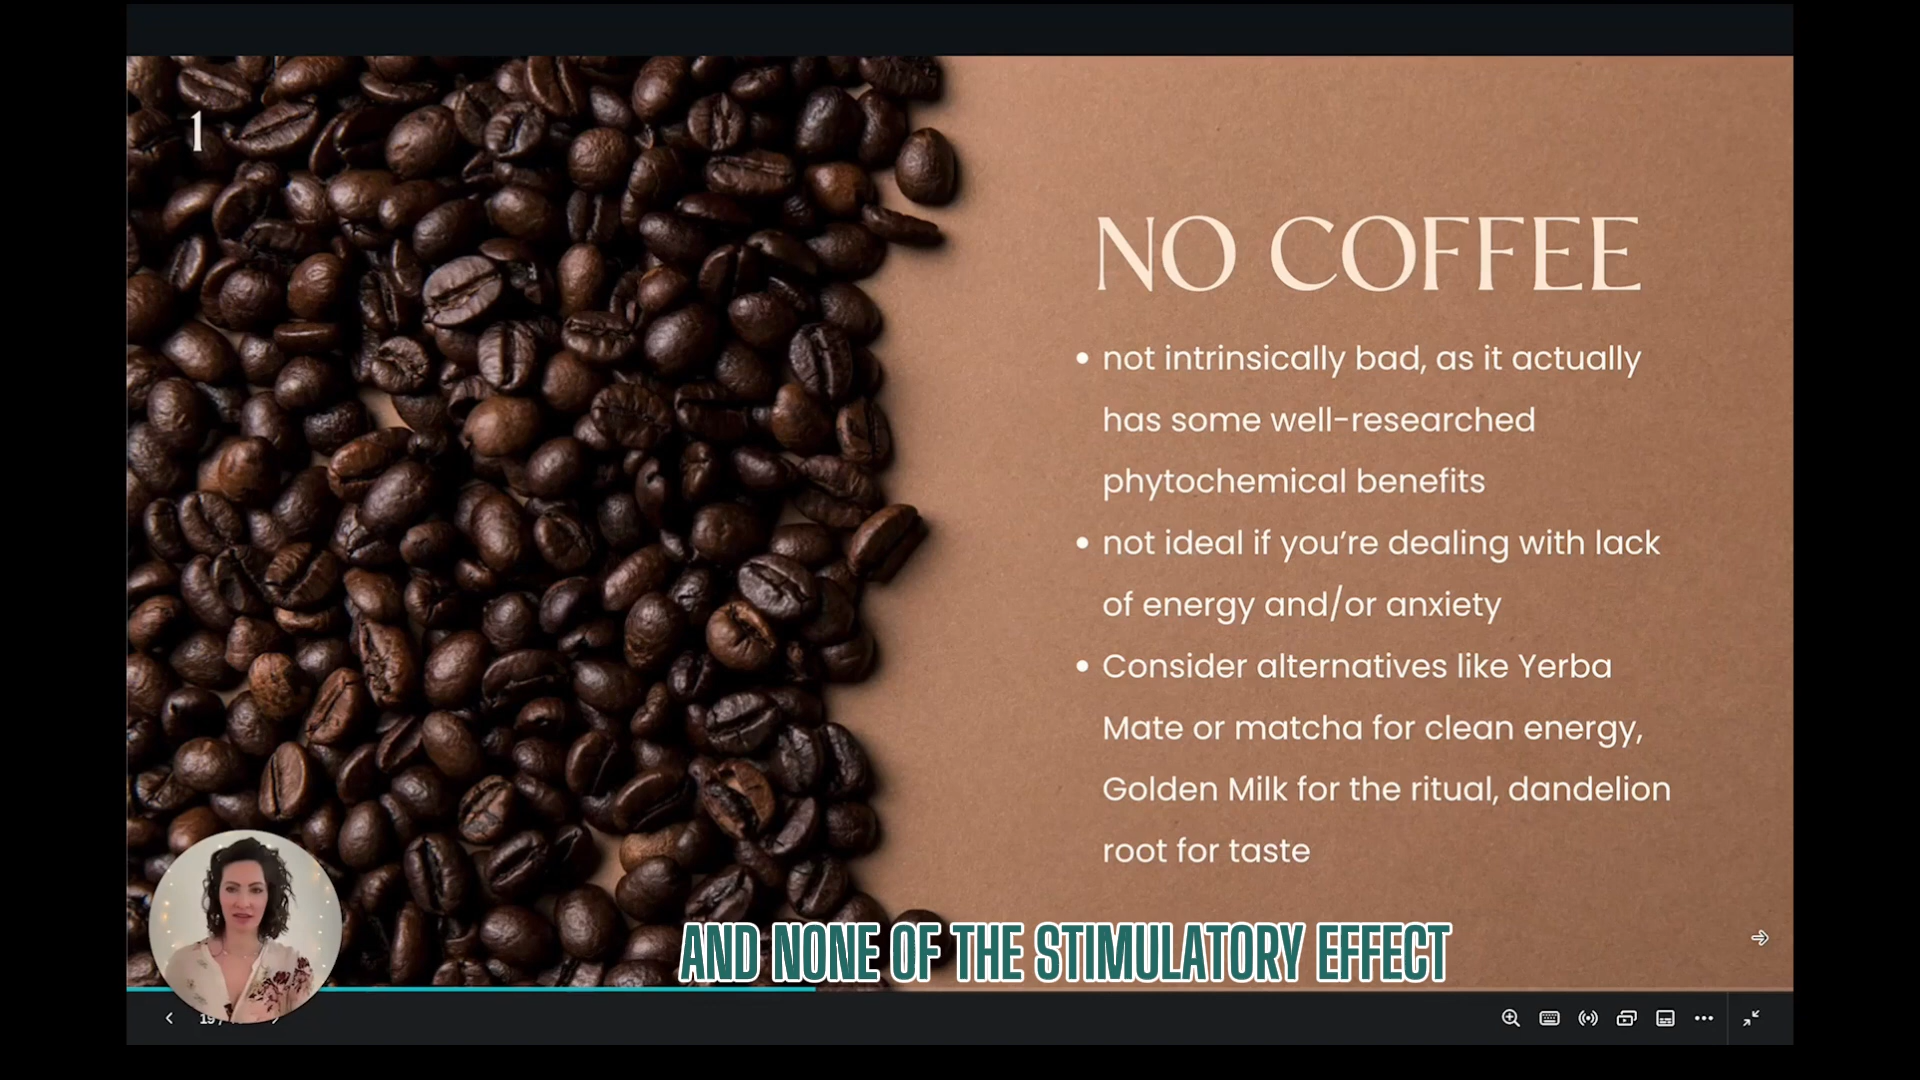 1
NO COFFEE
• not intrinsically bad, as it actually
has some well-researched
phytochemical benefits
• not ideal if you're dealing with lack
of energy and/or anxiety
• Consider alternatives like Yerba
Mate or matcha for clean energy,
Golden Milk for the ritual, dandelion
root for taste
AND NONE OF THE STIMULATORY EFFECT